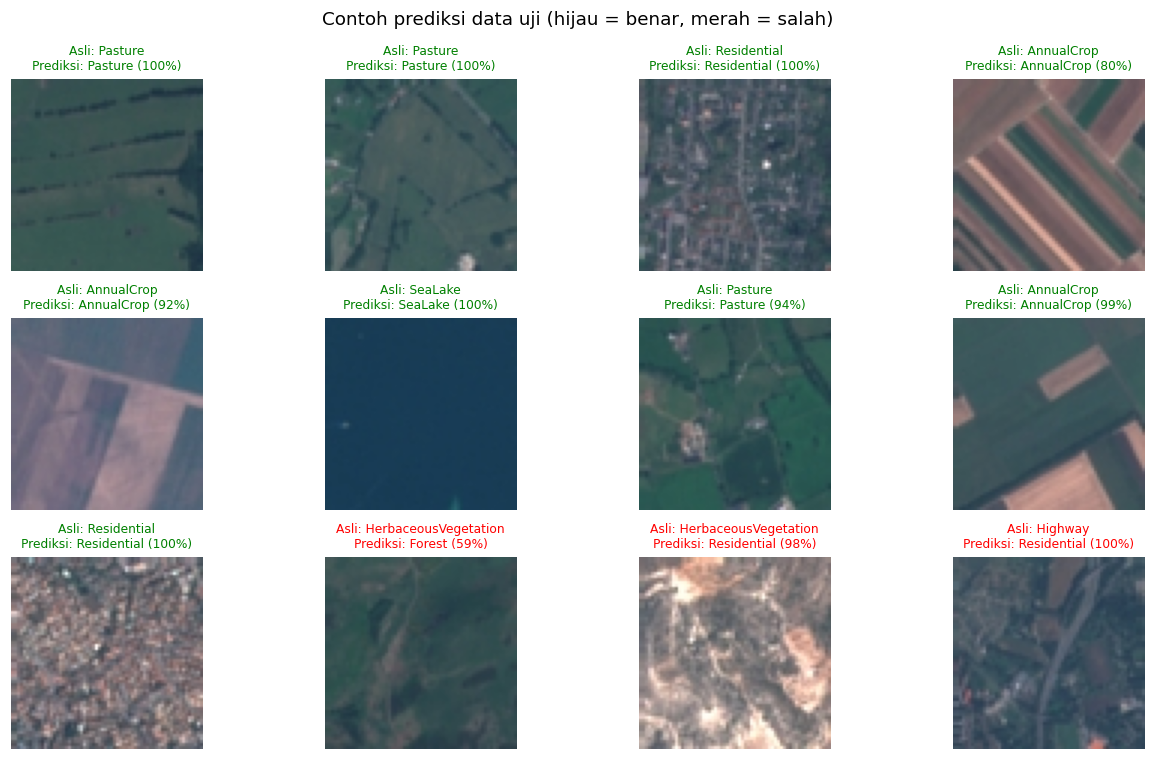 Contoh prediksi data uji (hijau = benar, merah = salah)
Asli: Pasture
Prediksi: Pasture (100%)
Asli: Pasture
Prediksi: Pasture (100%)
Asli: Residential
Prediksi: Residential (100%)
Asli: AnnualCrop
Prediksi: AnnualCrop (80%)
Asli: AnnualCrop
Prediksi: AnnualCrop (92%)
Asli: SeaLake
Prediksi: SeaLake (100%)
Asli: Pasture
Prediksi: Pasture (94%)
Asli: AnnualCrop
Prediksi: AnnualCrop (99%)
Asli: Residential
Prediksi: Residential (100%)
Asli: HerbaceousVegetation
Prediksi: Forest (59%)
Asli: HerbaceousVegetation
Prediksi: Residential (98%)
Asli: Highway
Prediksi: Residential (100%)